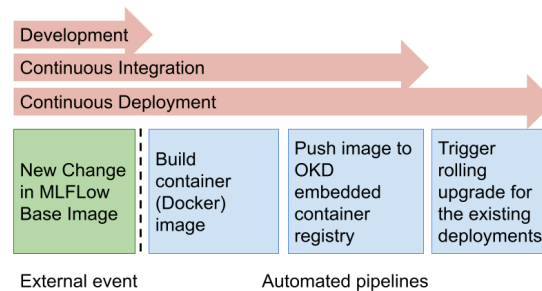 Development
Continuous Integration
Continuous Deployment
New Change
in MLFLow
Base Image
Build
container
(Docker)
image
Push image to
OKD
embedded
container
registry
Trigger
rolling
upgrade for
the existing
deployments
External event
Automated pipelines